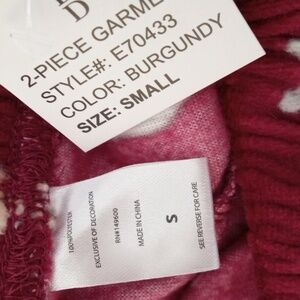 D
2-PIECE GARME
STYLE#: E70433
COLOR: BURGUNDY
SIZE: SMALL
100%POLYESTER
EXCLUSIVE OF DECORATION
RN#149600
MADE IN CHINA
S
SEE REVERSE FOR CARE